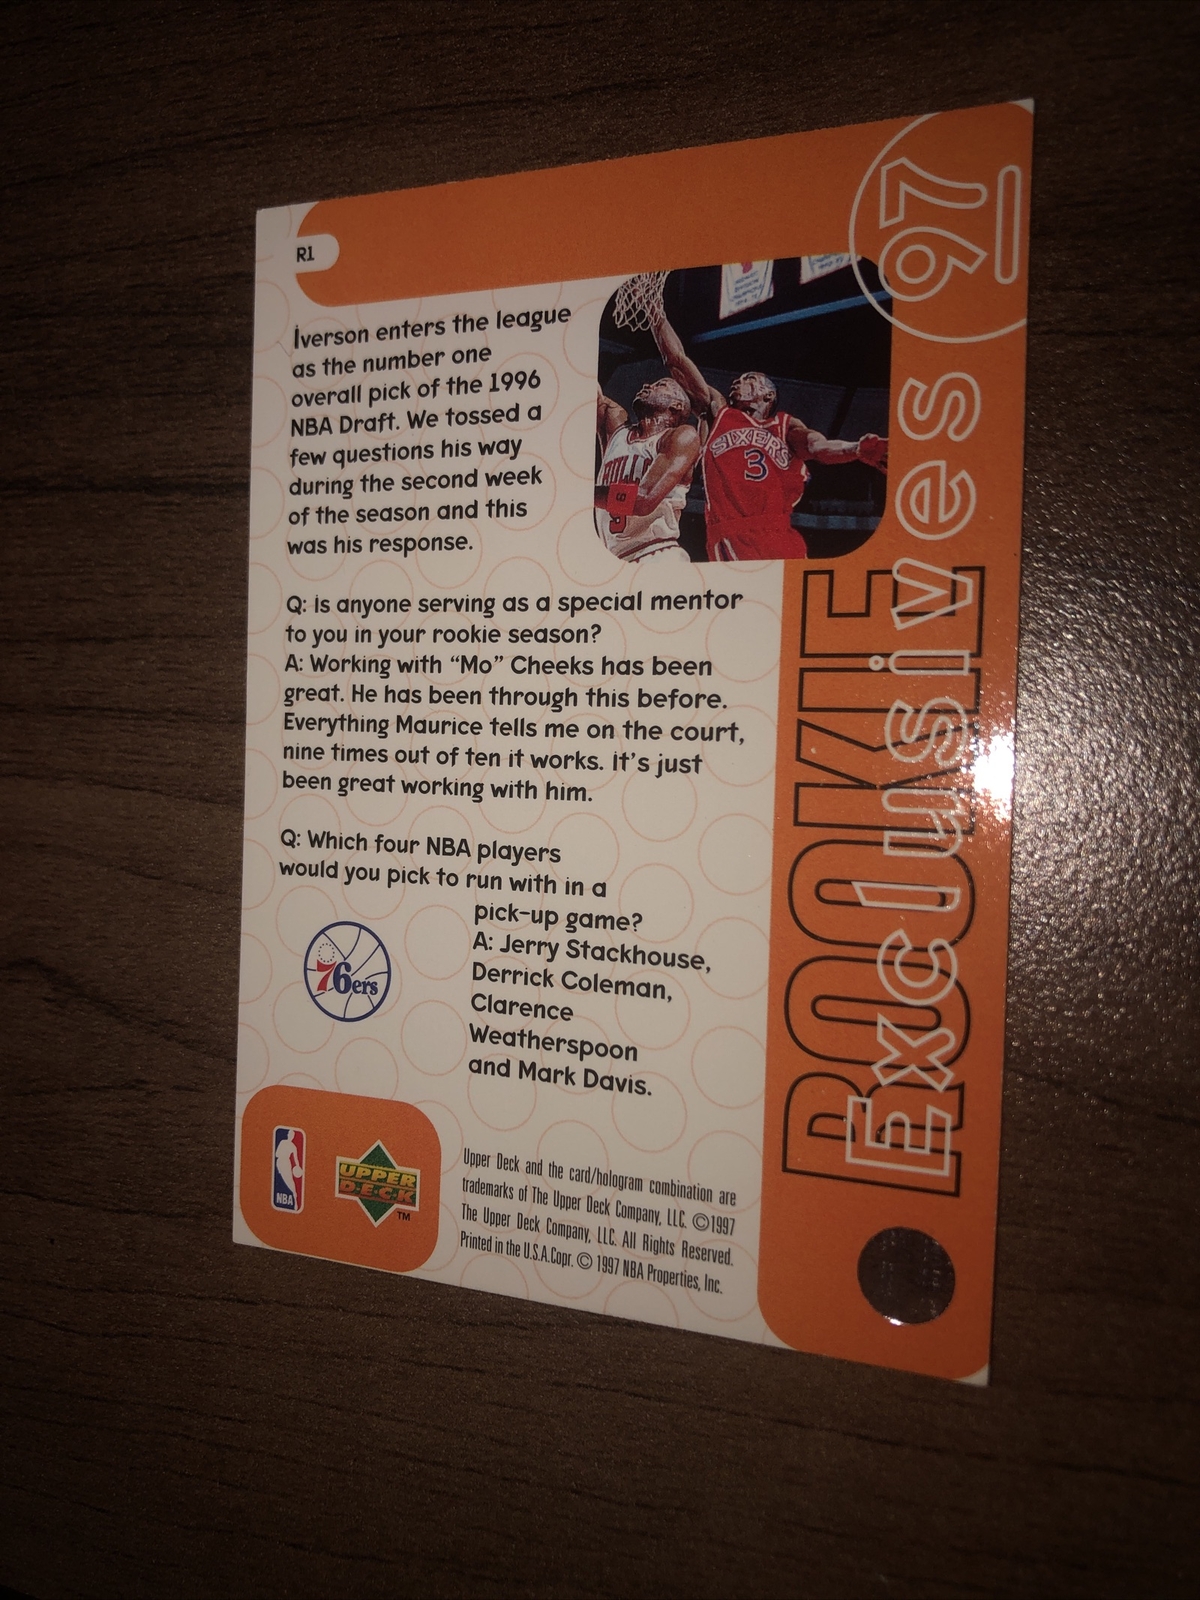 R1
97
Iverson enters the league
as the number one
overall pick of the 1996
NBA Draft. We tossed a
few questions his way
during the second week
of the season and this
was his response.
SIXERS
3
BULLS
9
Q: Is anyone serving as a special mentor
to you in your rookie season?
A: Working with “Mo” Cheeks has been
great. He has been through this before.
Everything Maurice tells me on the court,
nine times out of ten it works. It’s just
been great working with him.
Q: Which four NBA players
would you pick to run with in a
pick-up game?
A: Jerry Stackhouse,
Derrick Coleman,
Clarence
Weatherspoon
and Mark Davis.
76ers
ROOKIE
Exclusives
NBA
UPPER
DECK
TM
Upper Deck and the card/hologram combination are
trademarks of The Upper Deck Company, LLC. ©1997
The Upper Deck Company, LLC. All Rights Reserved.
Printed in the U.S.A.Copr. © 1997 NBA Properties, Inc.